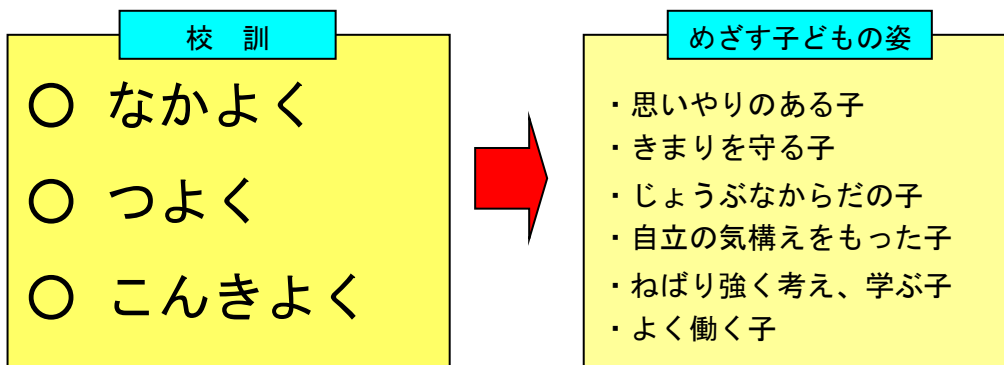 校　訓
○ なかよく
○ つよく
○ こんきよく
めざす子どもの姿
・思いやりのある子
・きまりを守る子
・じょうぶなからだの子
・自立の気構えをもった子
・ねばり強く考え、学ぶ子
・よく働く子